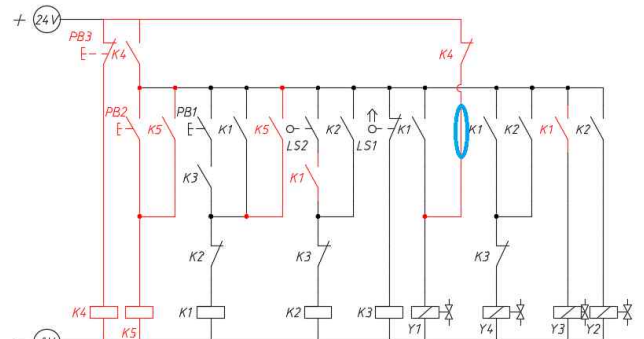 + 24V
PB3 K4 K4
PB2 K5 PB1 K1 K5 LS2 K2 LS1 K1 K1 K2 K1 K2
K3 K1
K2 K3 K3
K4 K5 K1 K2 K3 Y1 Y4 Y3 Y2